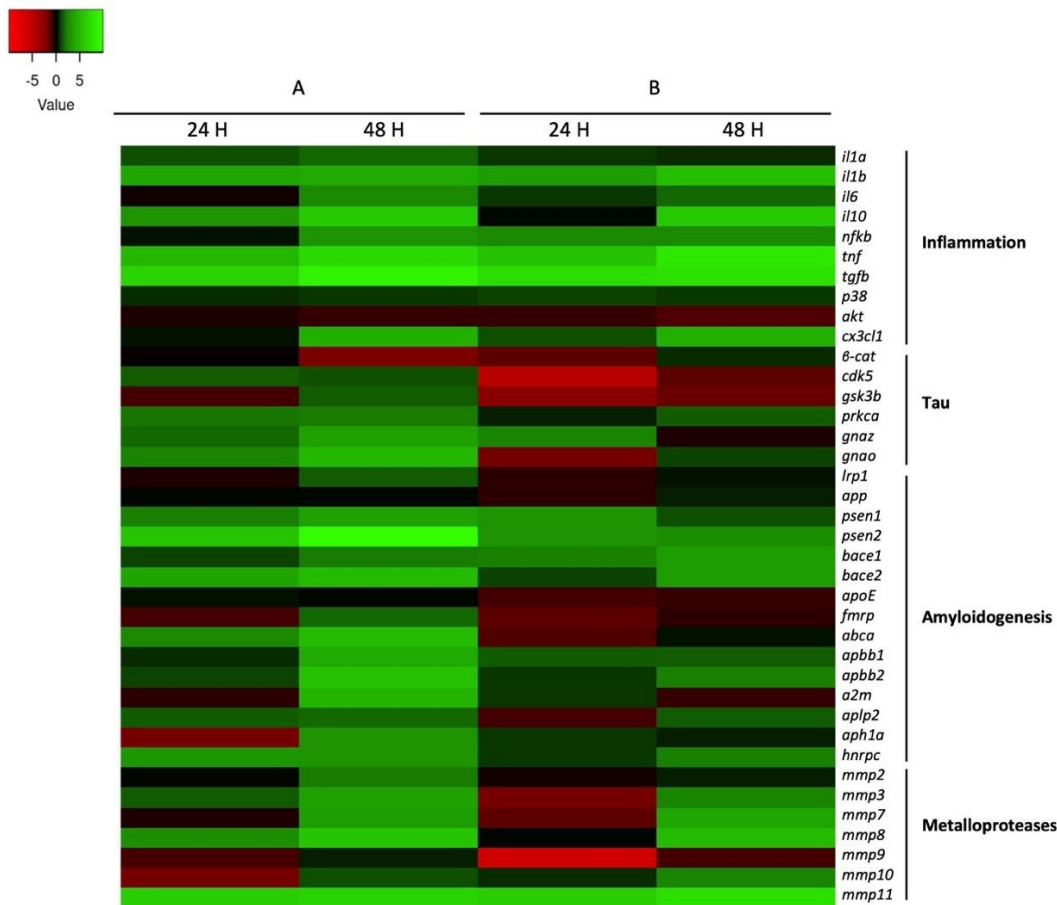 -5 0 5
Value
A B
24 H 48 H 24 H 48 H
il1a
il1b
il6
il10
nfkb
tnf
tgfb
p38
akt
cx3cl1
Inflammation
β-cat
cdk5
gsk3b
prkca
gnaz
gnao
Tau
lrp1
app
psen1
psen2
bace1
bace2
apoE
fmrp
abca
apbb1
apbb2
a2m
aplp2
aph1a
hnrpc
Amyloidogenesis
mmp2
mmp3
mmp7
mmp8
mmp9
mmp10
mmp11
Metalloproteases